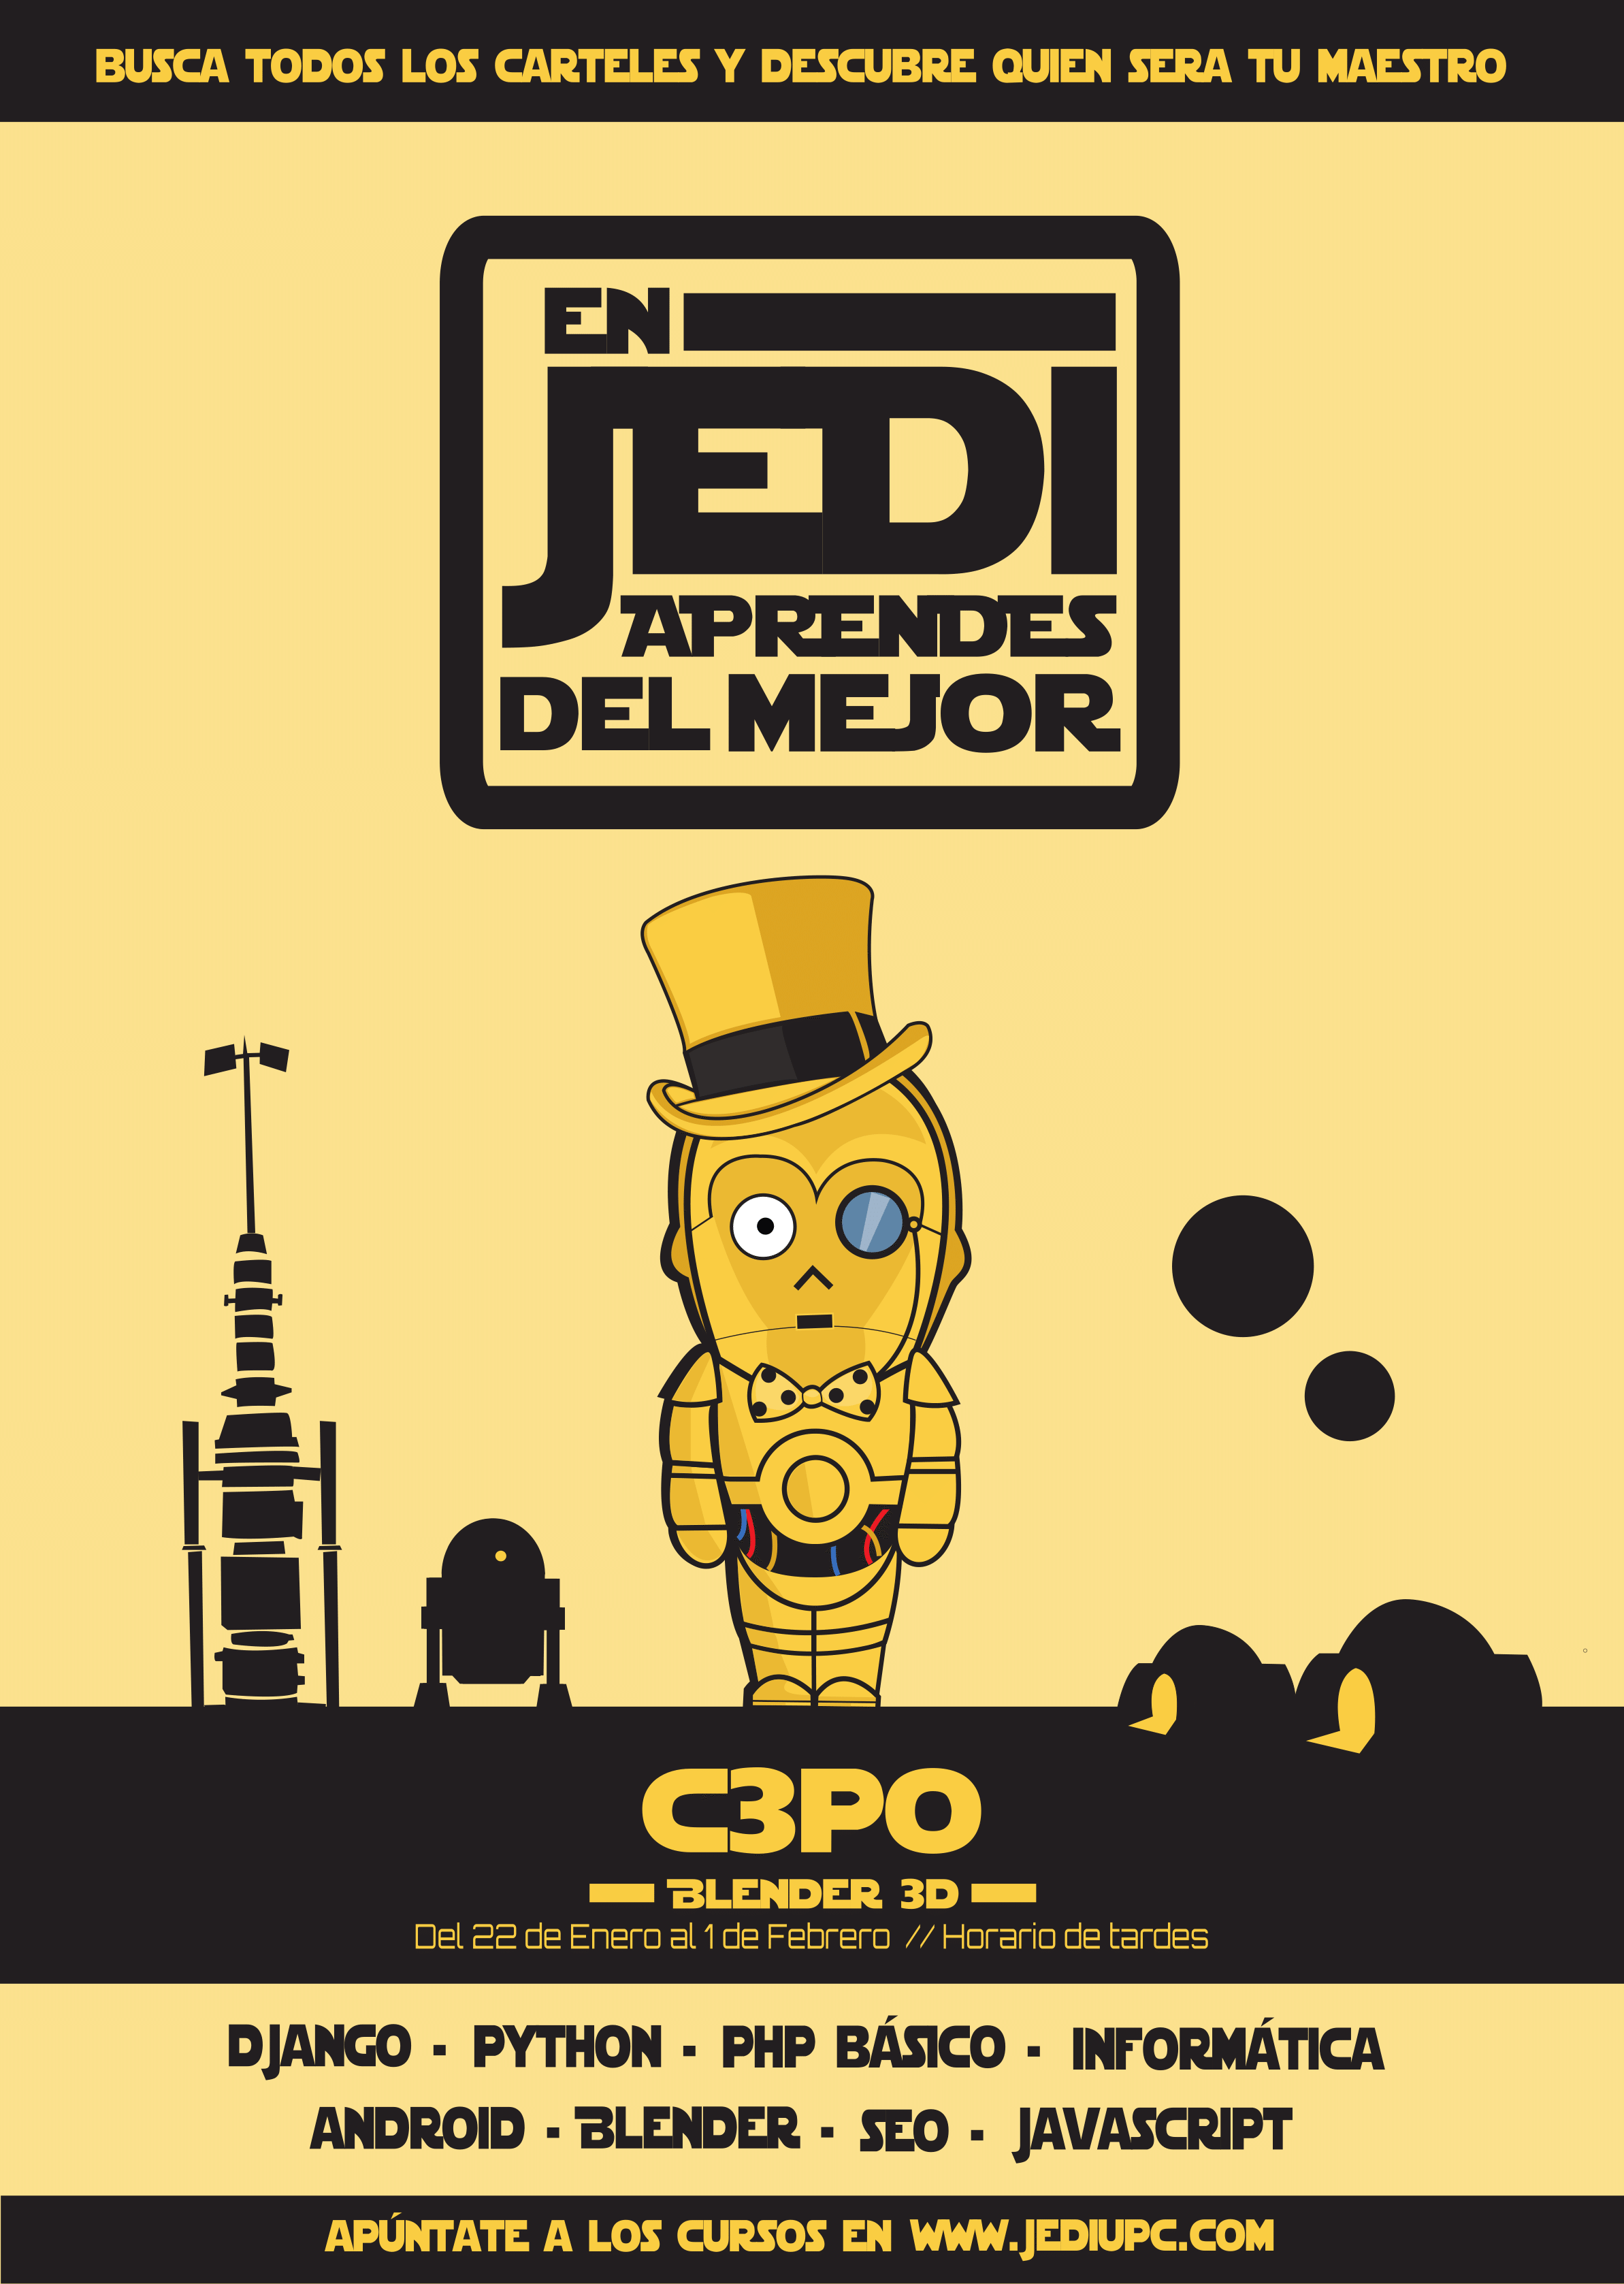 BUSCA TODOS LOS CARTELES Y DESCUBRE QUIEN SERA TU MAESTRO
EN
JEDI
APRENDES
DEL MEJOR
C3PO
BLENDER 3D
Del 22 de Enero al 1 de Febrero // Horario de tardes
DJANGO - PYTHON - PHP BÁSICO - INFORMÁTICA
ANDROID - BLENDER - SEO - JAVASCRIPT
APÚNTATE A LOS CURSOS EN WWW.JEDIUPC.COM